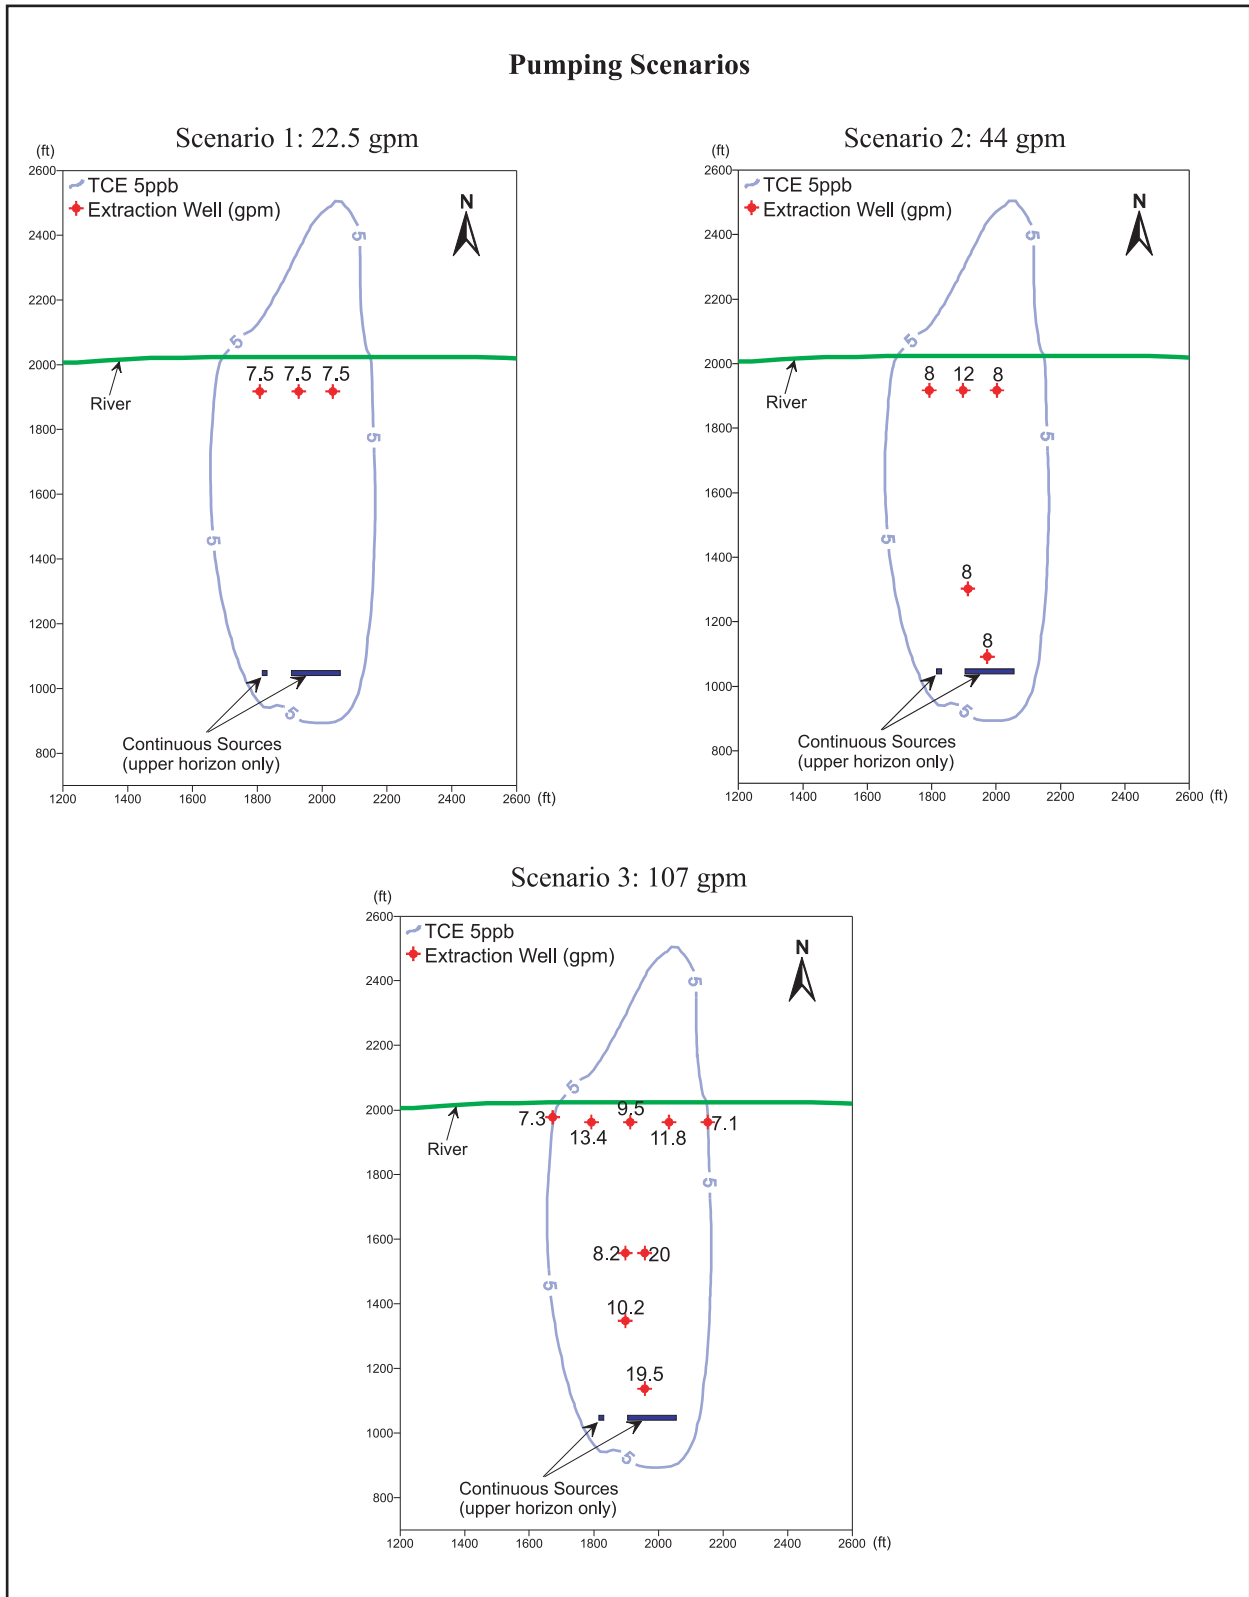 Pumping Scenarios
Scenario 1: 22.5 gpm
(ft)
2600
2400
2200
2000
1800
1600
1400
1200
1000
800
TCE 5ppb
Extraction Well (gpm)
N
5
5
7.5 7.5 7.5
River
5
5
5
Continuous Sources
(upper horizon only)
1200 1400 1600 1800 2000 2200 2400 2600 (ft)
Scenario 2: 44 gpm
(ft)
2600
2400
2200
2000
1800
1600
1400
1200
1000
800
TCE 5ppb
Extraction Well (gpm)
N
5
5
8 12 8
River
5
5
8
8
5
Continuous Sources
(upper horizon only)
1200 1400 1600 1800 2000 2200 2400 2600 (ft)
Scenario 3: 107 gpm
(ft)
2600
2400
2200
2000
1800
1600
1400
1200
1000
800
TCE 5ppb
Extraction Well (gpm)
N
5
5
7.3 13.4 9.5 11.8 7.1
River
5
8.2 20
5
10.2
19.5
5
Continuous Sources
(upper horizon only)
1200 1400 1600 1800 2000 2200 2400 2600 (ft)